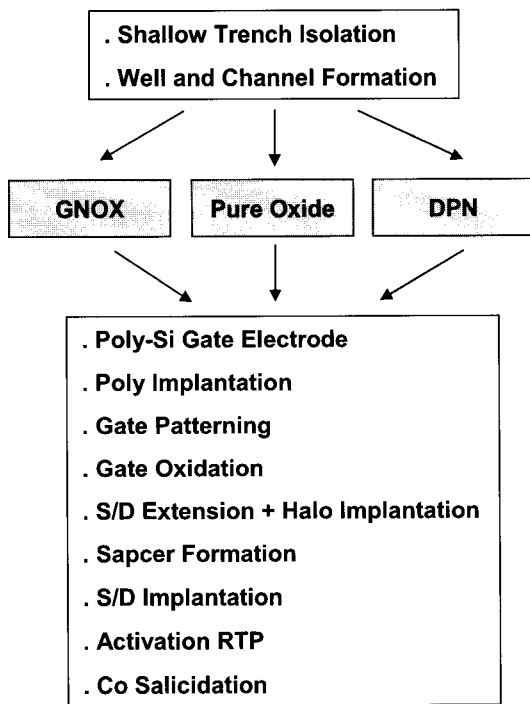 . Shallow Trench Isolation
. Well and Channel Formation
GNOX
Pure Oxide
DPN
. Poly-Si Gate Electrode
. Poly Implantation
. Gate Patterning
. Gate Oxidation
. S/D Extension + Halo Implantation
. Sapcer Formation
. S/D Implantation
. Activation RTP
. Co Salicidation